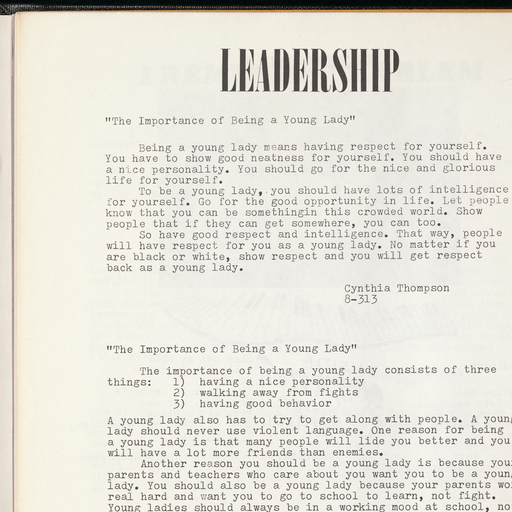 LEADERSHIP
"The Importance of Being a Young Lady"
Being a young lady means having respect for yourself.
You have to show good neatness for yourself. You should have
a nice personality. You should go for the nice and glorious
life for yourself.
To be a young lady, you should have lots of intelligence
for yourself. Go for the good opportunity in life. Let people
know that you can be somethingin this crowded world. Show
people that if they can get somewhere, you can too.
So have good respect and intelligence. That way, people
will have respect for you as a young lady. No matter if you
are black or white, show respect and you will get respect
back as a young lady.
Cynthia Thompson
8-313
"The Importance of Being a Young Lady"
The importance of being a young lady consists of three
things: 1) having a nice personality
2) walking away from fights
3) having good behavior
A young lady also has to try to get along with people. A
lady should never use violent language. One reason for being
a young lady is that many people will lide you better and you
will have a lot more friends than enemies.
Another reason you should be a young lady is because
parents and teachers who care about you want you to be a
lady. You should also be a young lady because your parents
real hard and want you to go to school to learn, not fight.
Young ladies should always be in a working mood at school,